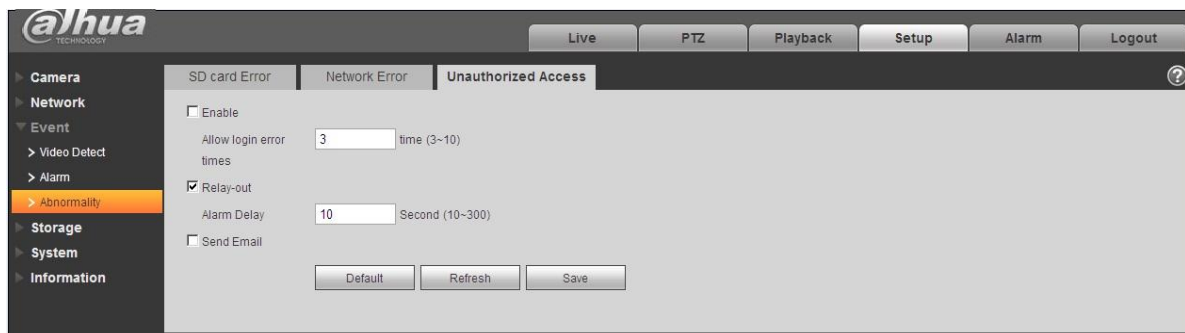 alhua
TECHNOLOGY
Live PTZ Playback Setup Alarm Logout
Camera
Network
Event
> Video Detect
> Alarm
> Abnormality
Storage
System
Information
SD card Error Network Error Unauthorized Access
?
Enable
Allow login error times 3 time (3~10)
Relay-out
Alarm Delay 10 Second (10~300)
Send Email
Default Refresh Save